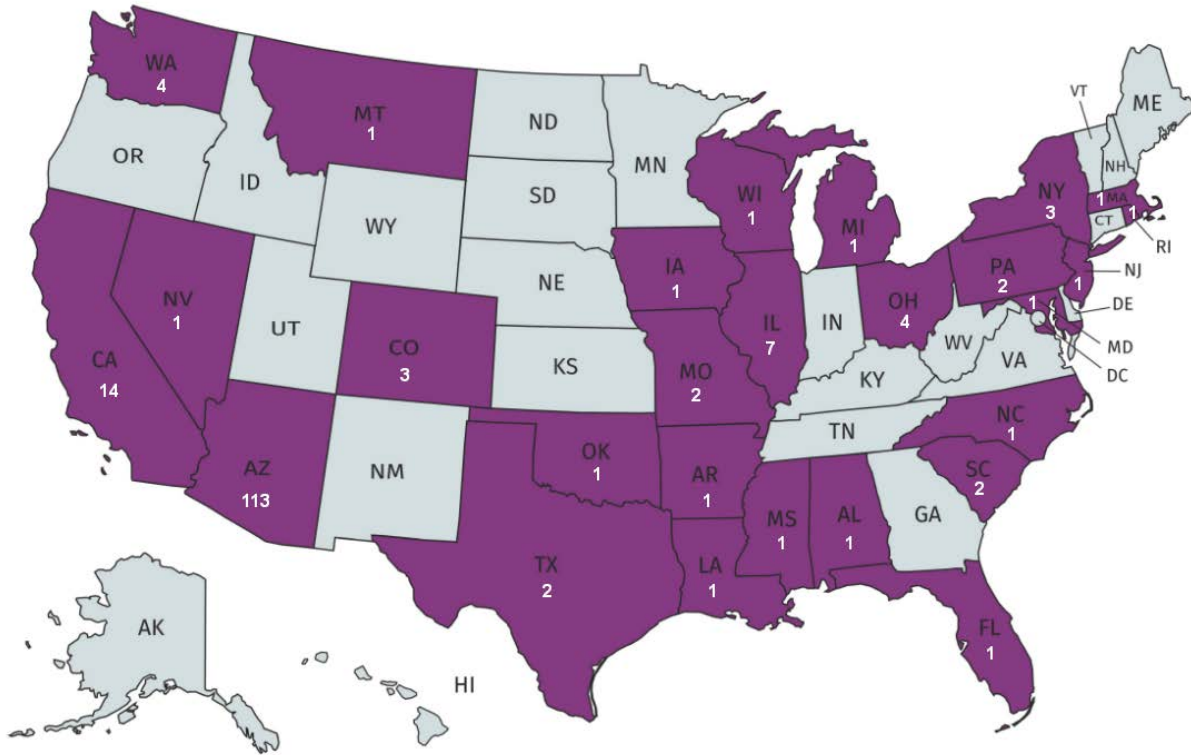 WA
4
MT
1
ND
MN
VT
ME
OR
ID
SD
WI
1
MI
1
NY
3
NH
1
MA
1
CT
RI
WY
IA
1
NE
PA
2
NJ
1
NV
1
UT
CO
3
IL
7
IN
OH
4
1
DE
MD
DC
WV
VA
CA
14
KS
MO
2
KY
NC
1
TN
AZ
113
NM
OK
1
AR
1
SC
2
MS
1
AL
1
GA
TX
2
LA
1
FL
1
AK
HI